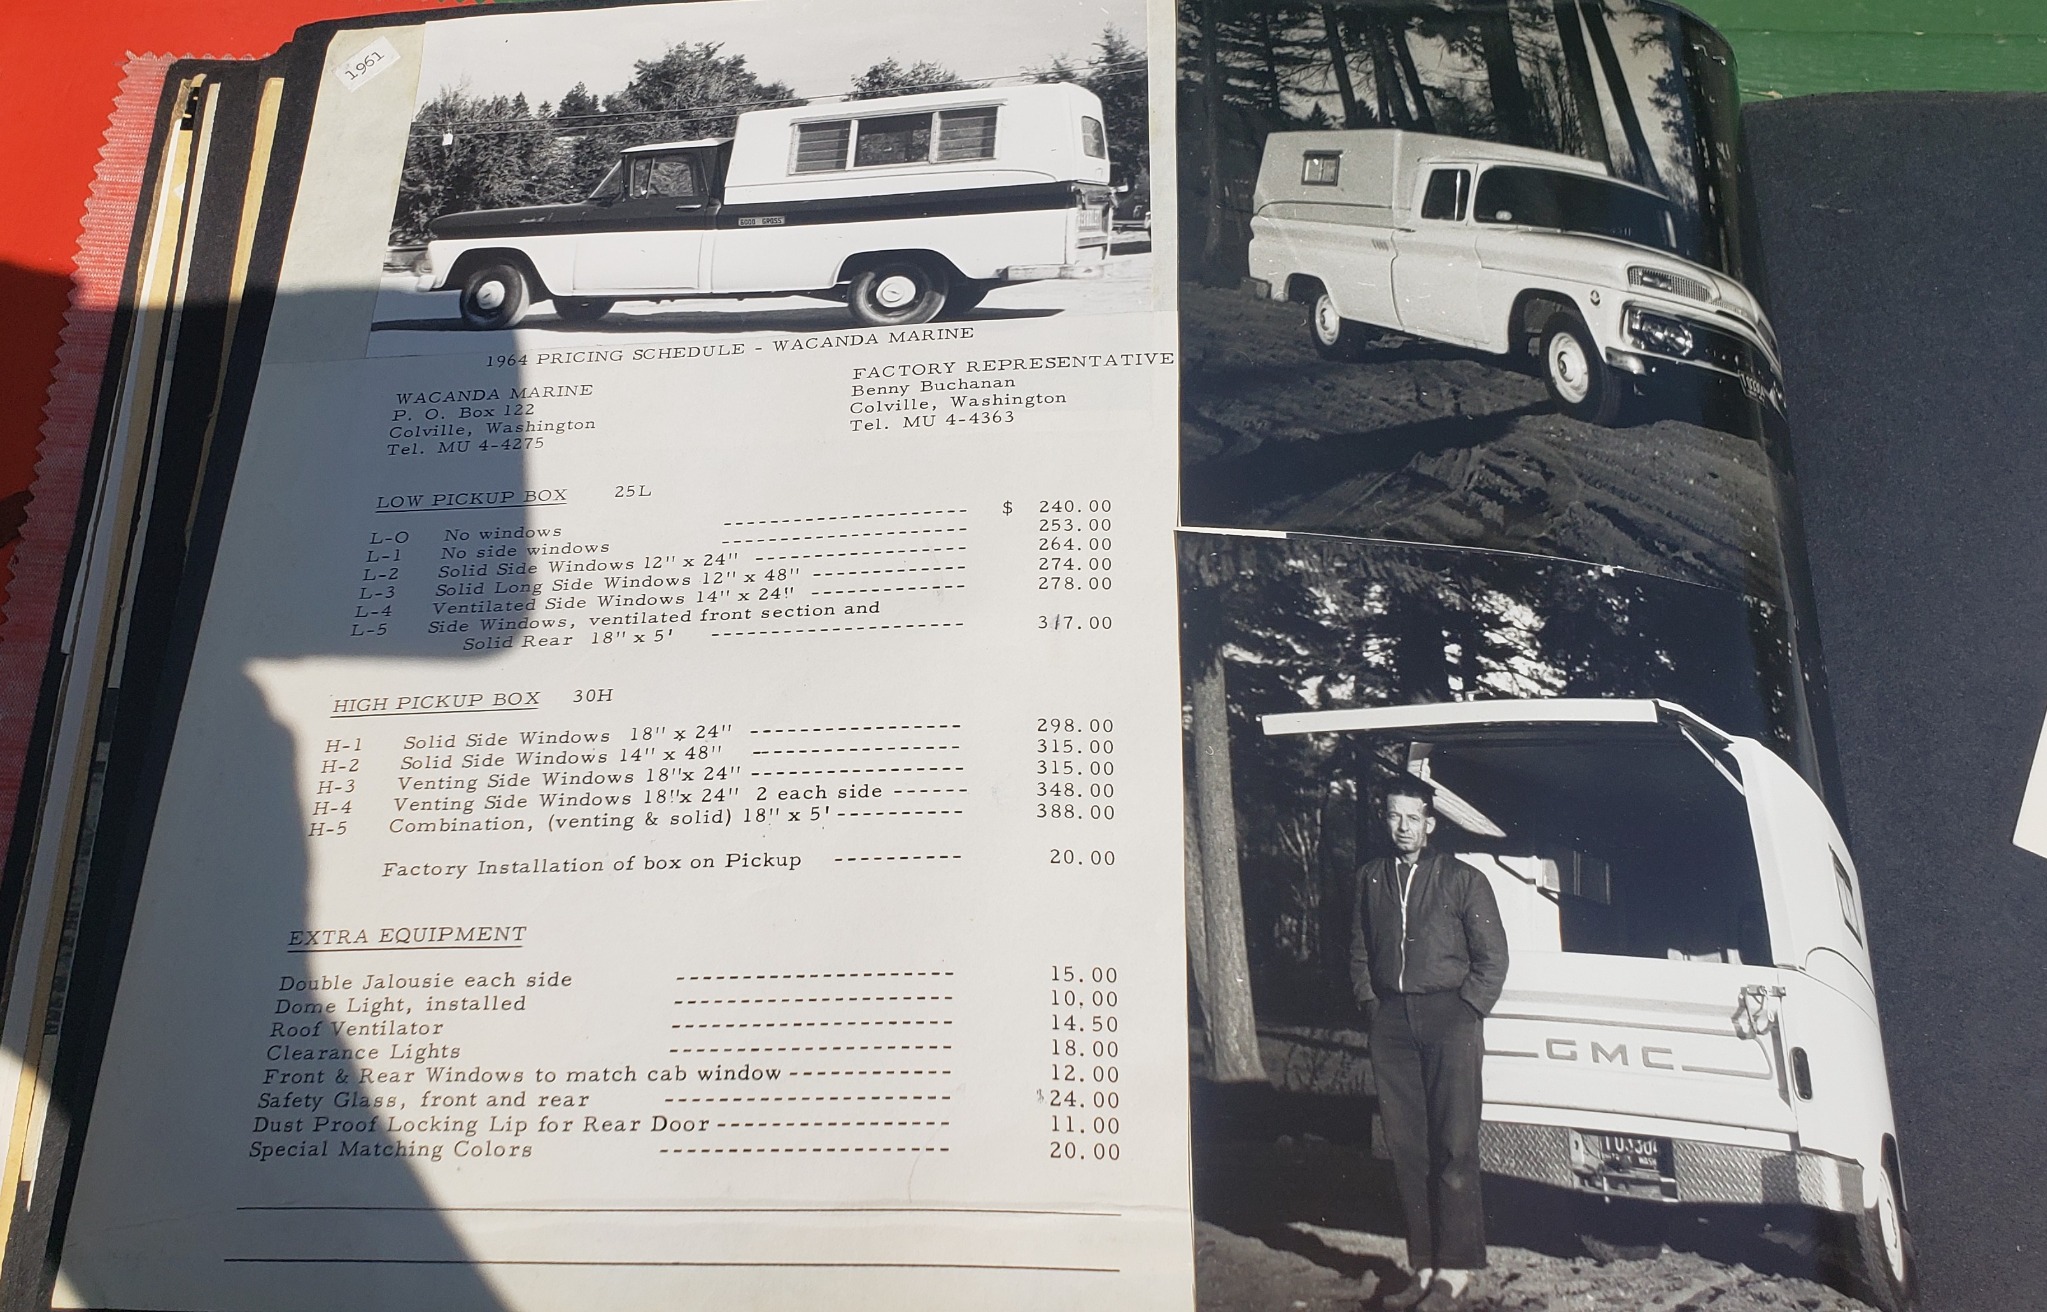 1961
6000 GROSS
1964 PRICING SCHEDULE - WACANDA MARINE
WACANDA MARINE
P. O. Box 122
Colville, Washington
Tel. MU 4-4275
FACTORY REPRESENTATIVE
Benny Buchanan
Colville, Washington
Tel. MU 4-4363
LOW PICKUP BOX 25L
L-O No windows -------------------- $ 240.00
L-1 No side windows -------------------- 253.00
L-2 Solid Side Windows 12" x 24" ----------------- 264.00
L-3 Solid Long Side Windows 12" x 48" ------------ 274.00
L-4 Ventilated Side Windows 14" x 24" ------------ 278.00
L-5 Side Windows, ventilated front section and
Solid Rear 18" x 5' --------------------- 317.00
HIGH PICKUP BOX 30H
H-1 Solid Side Windows 18" x 24" ----------------- 298.00
H-2 Solid Side Windows 14" x 48" ----------------- 315.00
H-3 Venting Side Windows 18"x 24" ----------------- 315.00
H-4 Venting Side Windows 18"x 24" 2 each side ------ 348.00
H-5 Combination, (venting & solid) 18" x 5' ---------- 388.00
Factory Installation of box on Pickup ---------- 20.00
EXTRA EQUIPMENT
Double Jalousie each side --------------------- 15.00
Dome Light, installed --------------------- 10.00
Roof Ventilator --------------------- 14.50
Clearance Lights --------------------- 18.00
Front & Rear Windows to match cab window ------------ 12.00
Safety Glass, front and rear --------------------- 24.00
Dust Proof Locking Lip for Rear Door ----------------- 11.00
Special Matching Colors --------------------- 20.00
GMC